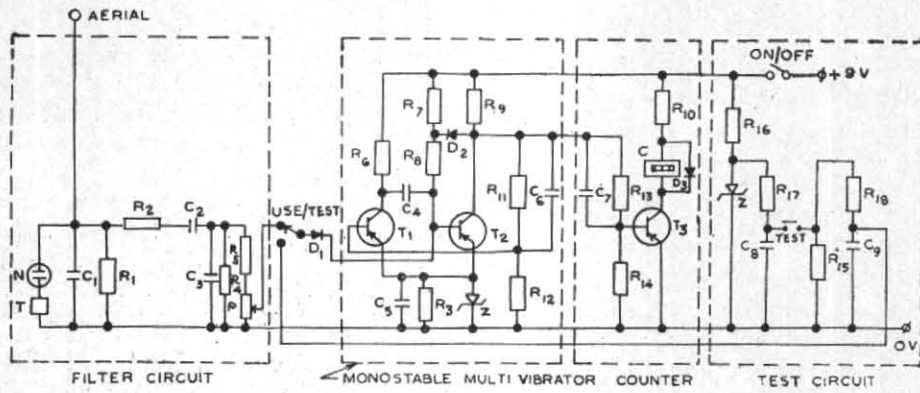 AERIAL
ON/OFF
+9V
R7
R9
R10
R16
D2
R6
R8
C
D3
R2
C2
C4
R11
C6
C7
R13
R17
R18
USE/TEST
D1
T1
T2
T3
Z
TEST
N
C1
R1
C3
R5
R4
P
C8
R15
C9
T
C5
R3
Z
R12
R14
0V
FILTER CIRCUIT
MONOSTABLE MULTI VIBRATOR
COUNTER
TEST CIRCUIT